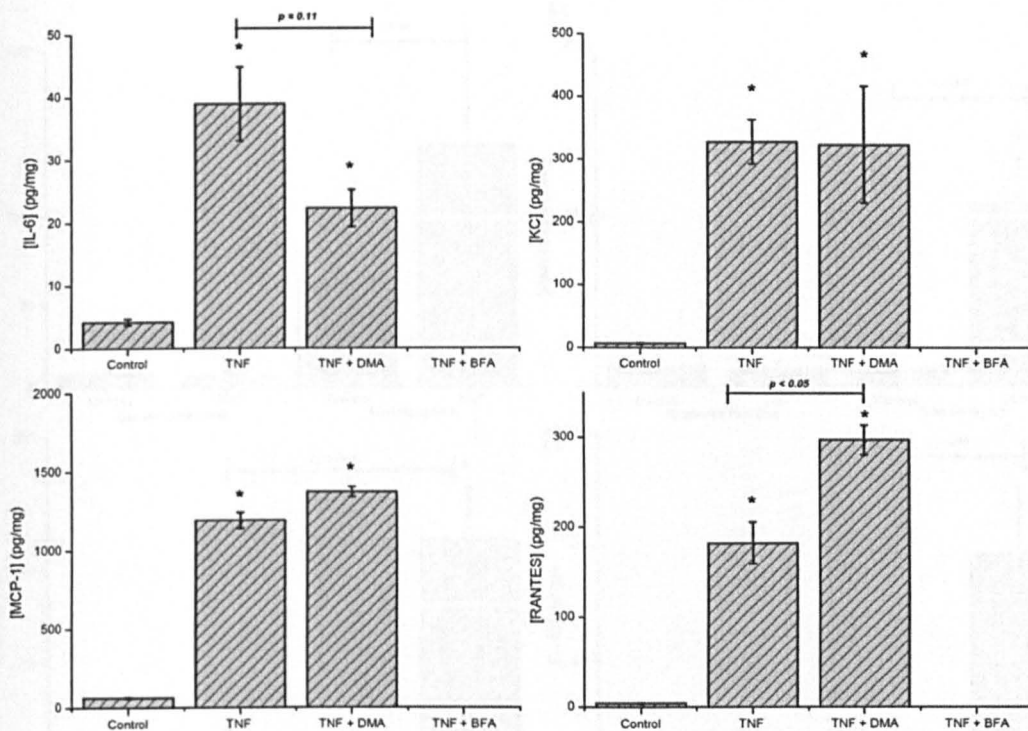 p = 0.11
50
40
30
20
10
0
[IL-6] (pg/mg)
*
*
Control TNF TNF + DMA TNF + BFA
500
400
300
200
100
0
[KC] (pg/mg)
*
*
Control TNF TNF + DMA TNF + BFA
2000
1500
1000
500
0
[MCP-1] (pg/mg)
*
*
Control TNF TNF + DMA TNF + BFA
p < 0.05
300
200
100
0
[RANTES] (pg/mg)
*
*
Control TNF TNF + DMA TNF + BFA